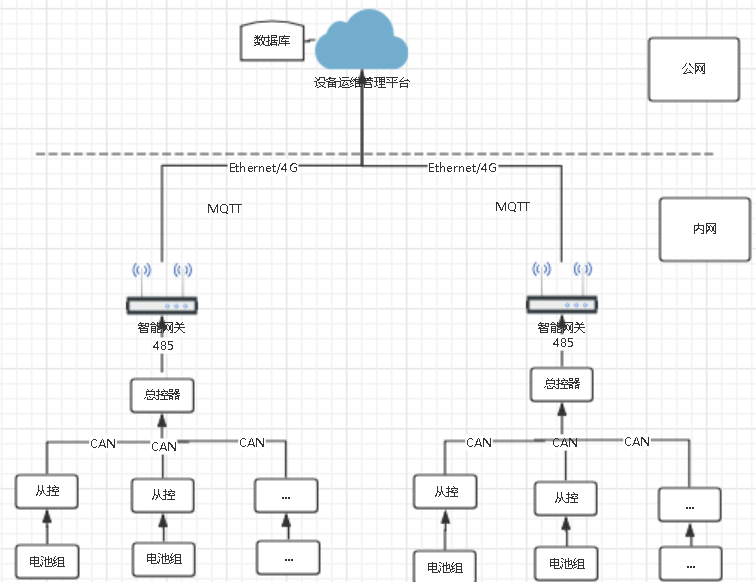 数据库
公网
设备运维管理平台
Ethernet/4G
Ethernet/4G
MQTT
MQTT
内网
智能网关
485
智能网关
485
总控器
总控器
CAN
CAN
CAN
CAN
CAN
CAN
从控
从控
...
从控
从控
...
电池组
电池组
...
电池组
电池组
...